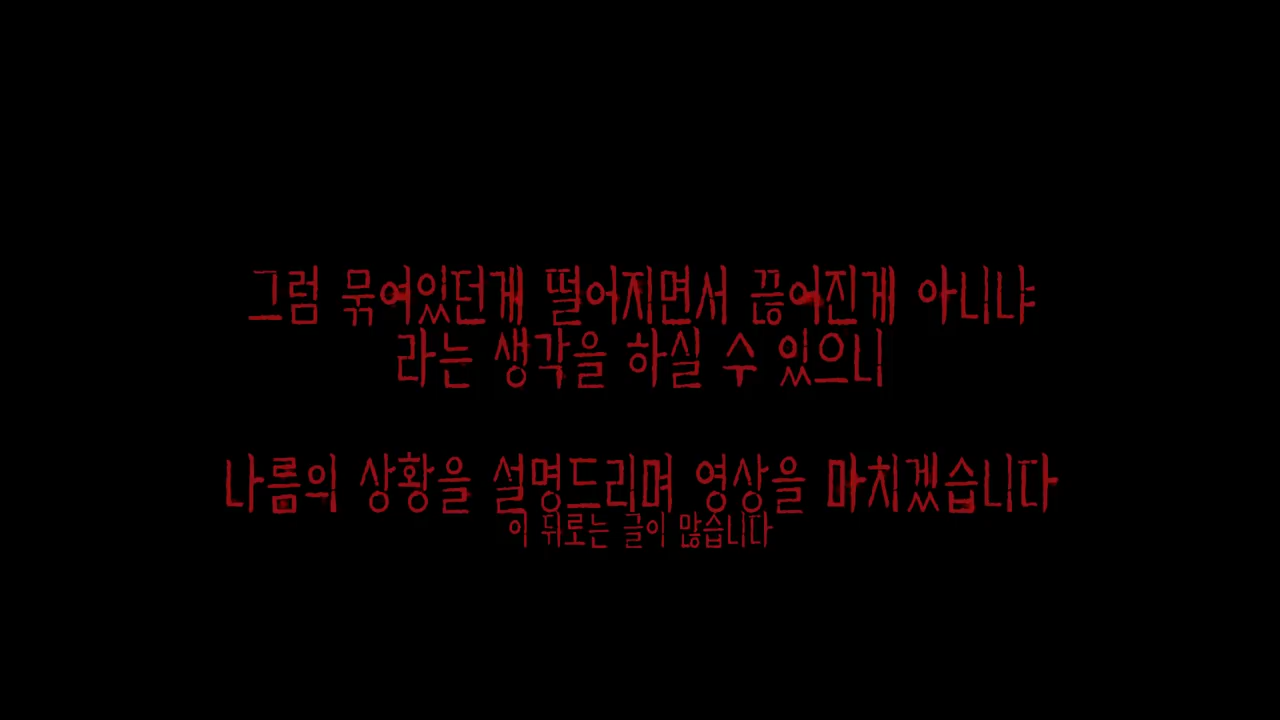 그럼 묶여있던게 떨어지면서 끊어진게 아니냐
라는 생각을 하실 수 있으니
나름의 상황을 설명드리며 영상을 마치겠습니다
이 뒤로는 글이 많습니다